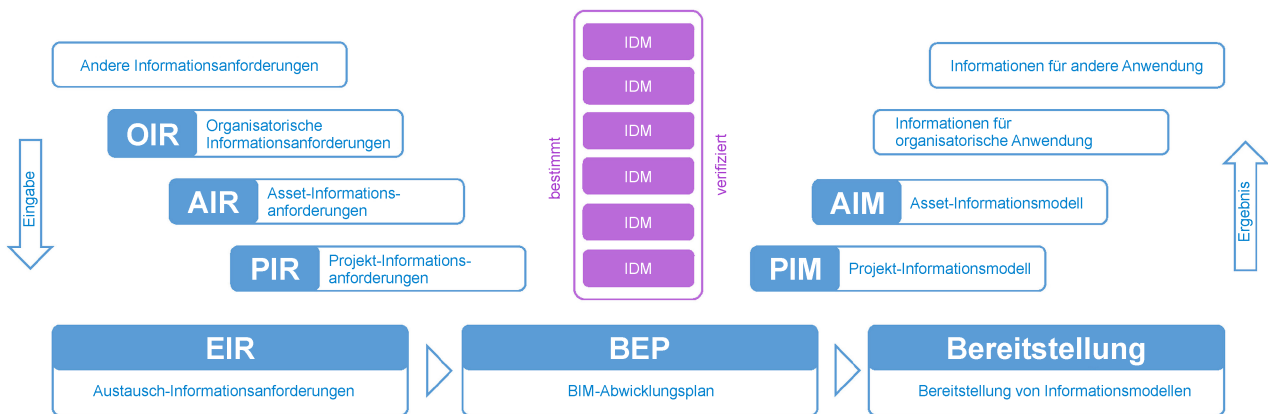 Andere Informationsanforderungen
OIR
Organisatorische
Informationsanforderungen
AIR
Asset-Informations-
anforderungen
PIR
Projekt-Informations-
anforderungen
Eingabe
bestimmt
IDM
IDM
IDM
IDM
IDM
IDM
verifiziert
Informationen für andere Anwendung
Informationen für
organisatorische Anwendung
AIM
Asset-Informationsmodell
PIM
Projekt-Informationsmodell
Ergebnis
EIR
Austausch-Informationsanforderungen
BEP
BIM-Abwicklungsplan
Bereitstellung
Bereitstellung von Informationsmodellen